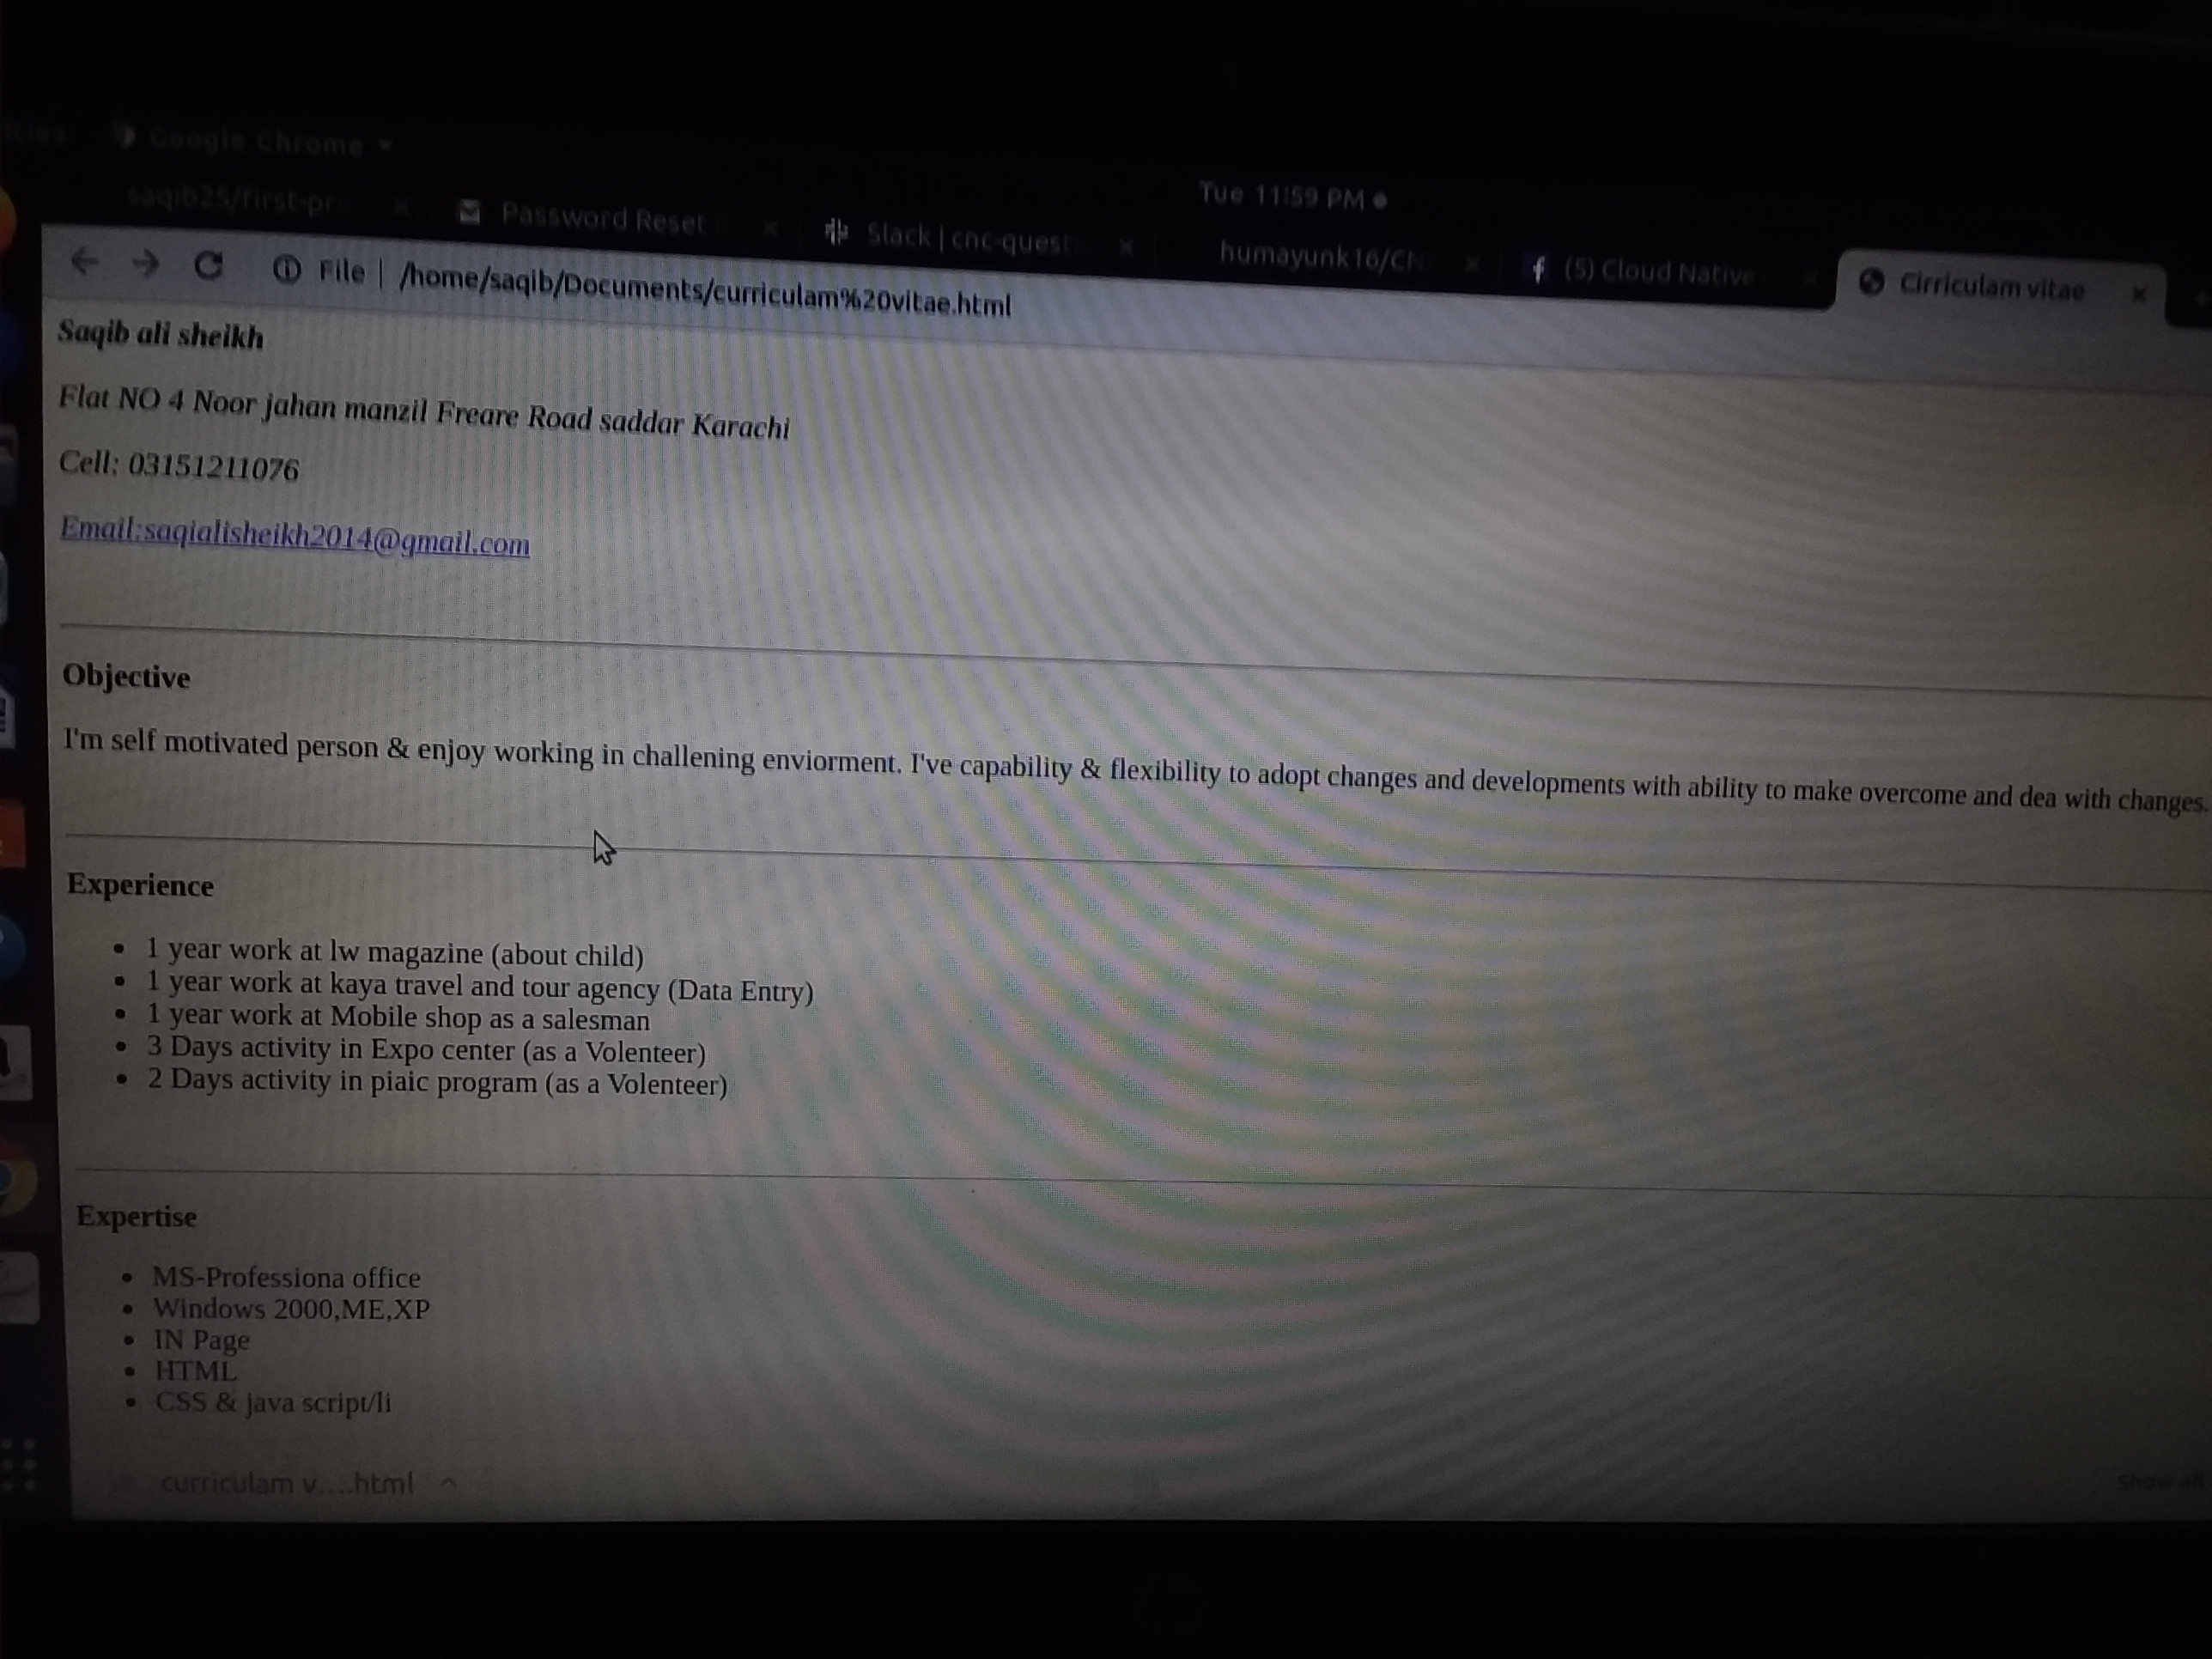 Google Chrome
Tue 11:59 PM
saqib25/first-pr
Password Reset
Slack | cnc-quest
humayunk16/CN
(5) Cloud Native
Cirriculam vitae
File | /home/saqib/Documents/curriculam%20vitae.html
Saqib ali sheikh
Flat NO 4 Noor jahan manzil Freare Road saddar Karachi
Cell: 03151211076
Email:saqialisheikh2014@gmail.com
Objective
I'm self motivated person & enjoy working in challening enviorment. I've capability & flexibility to adopt changes and developments with ability to make overcome and dea with changes.
Experience
• 1 year work at lw magazine (about child)
• 1 year work at kaya travel and tour agency (Data Entry)
• 1 year work at Mobile shop as a salesman
• 3 Days activity in Expo center (as a Volenteer)
• 2 Days activity in piaic program (as a Volenteer)
Expertise
• MS-Professiona office
• Windows 2000,ME,XP
• IN Page
• HTML
• CSS & java script/li
curriculam v....html
Show all